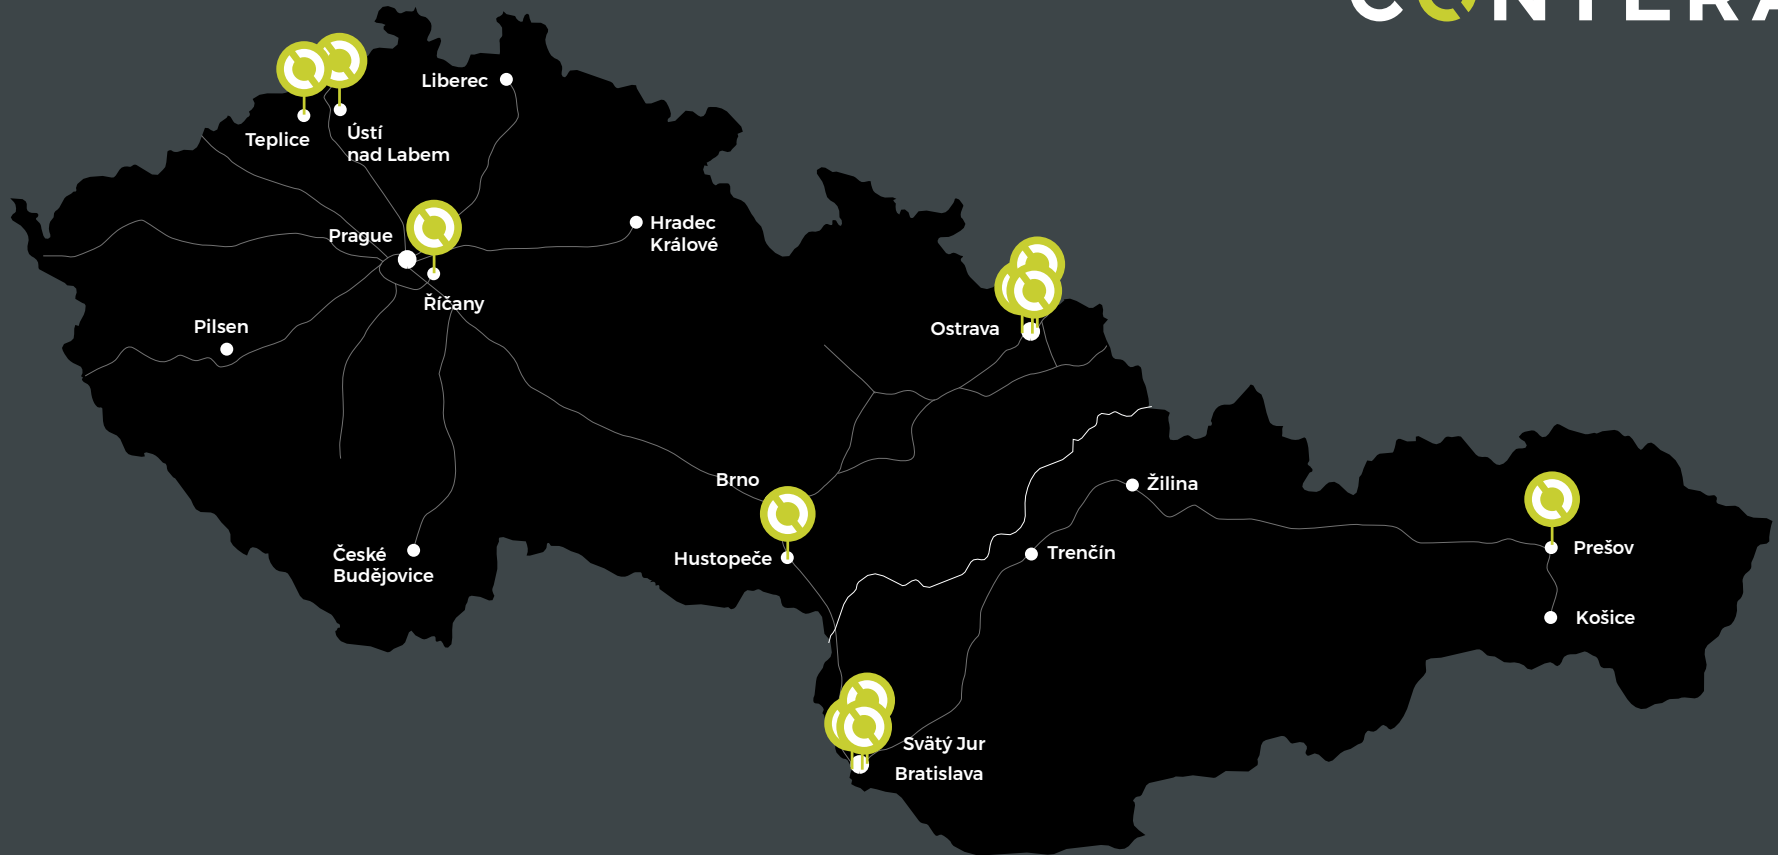 CONTERA
Liberec
Teplice
Ústí
nad Labem
Prague
Hradec
Králové
Říčany
Pilsen
Ostrava
Brno
Žilina
České
Budějovice
Hustopeče
Trenčín
Prešov
Košice
Svätý Jur
Bratislava